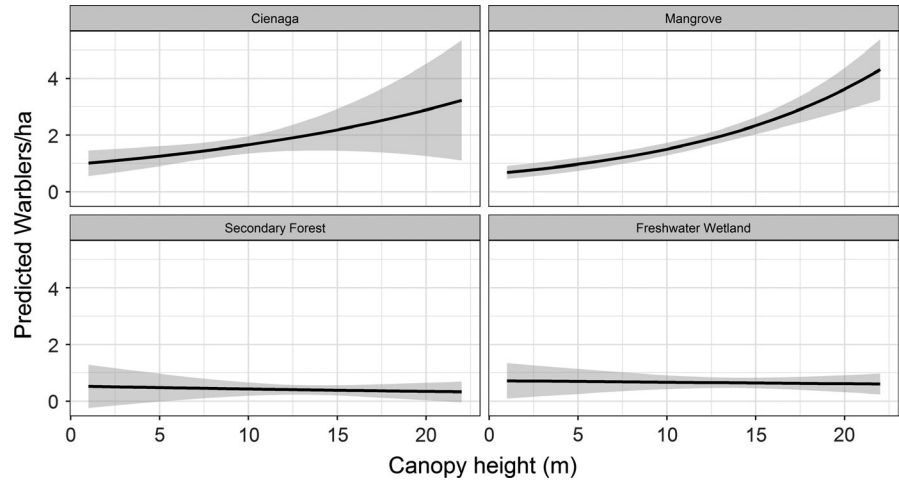 Cienaga
Mangrove
4
2
0
Secondary Forest
Freshwater Wetland
4
2
0
0 5 10 15 20 0 5 10 15 20
Canopy height (m)
Predicted Warblers/ha